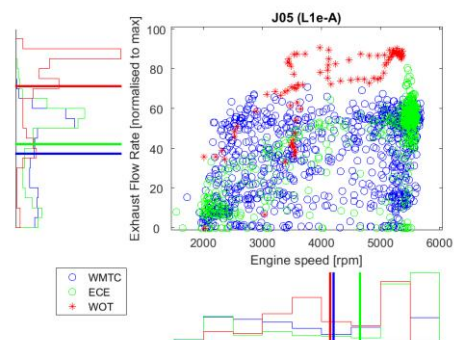 J05 (L1e-A)
Exhaust Flow Rate [normalised to max]
100
80
60
40
20
0
2000 3000 4000 5000 6000
Engine speed [rpm]
WMTC
ECE
WOT